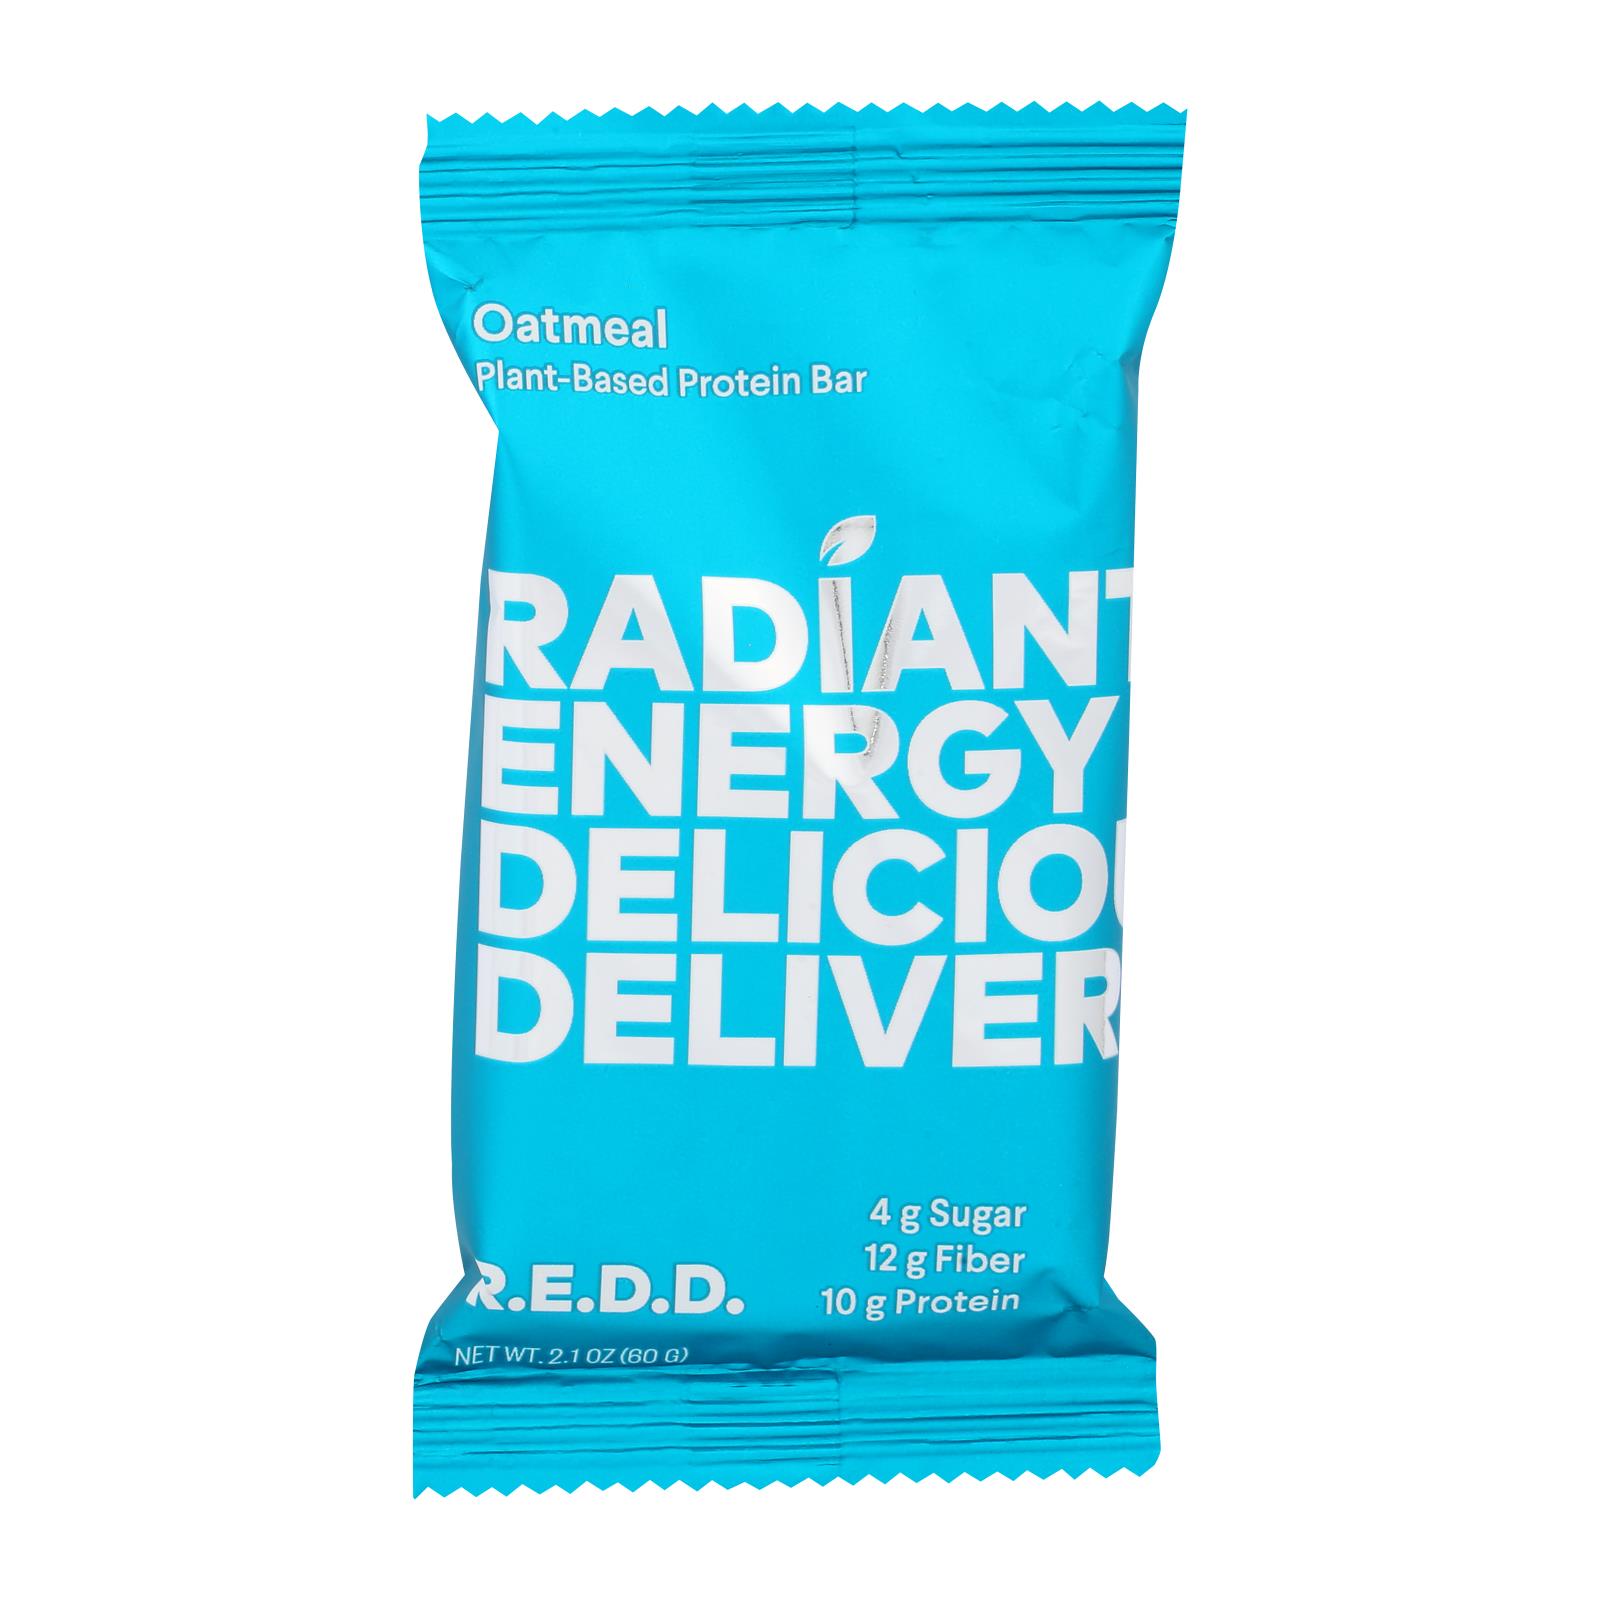 Oatmeal
Plant-Based Protein Bar
RADIANT
ENERGY
DELICIOU
DELIVER
4 g Sugar
12 g Fiber
10 g Protein
R.E.D.D.
NET WT. 2.1 OZ (60 G)